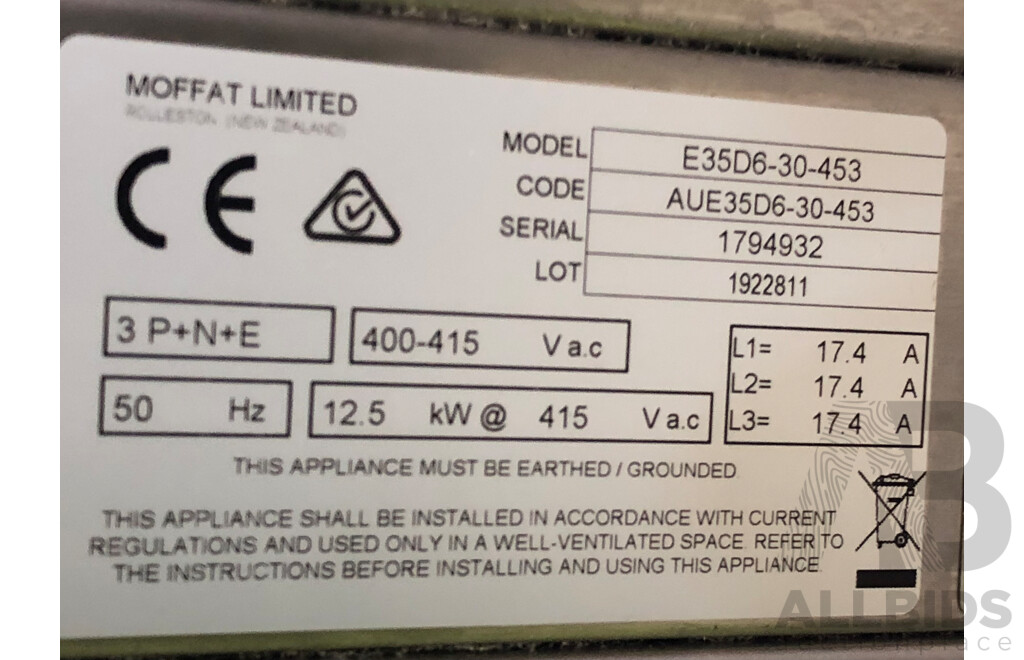 MOFFAT LIMITED
ROLLESTON (NEW ZEALAND)
CE
MODEL E35D6-30-453
CODE AUE35D6-30-453
SERIAL 1794932
LOT 1922811
3 P+N+E 400-415 V a.c
50 Hz 12.5 kW @ 415 V a.c
L1= 17.4 A
L2= 17.4 A
L3= 17.4 A
THIS APPLIANCE MUST BE EARTHED / GROUNDED
THIS APPLIANCE SHALL BE INSTALLED IN ACCORDANCE WITH CURRENT
REGULATIONS AND USED ONLY IN A WELL-VENTILATED SPACE. REFER TO
THE INSTRUCTIONS BEFORE INSTALLING AND USING THIS APPLIANCE.
ALLBIDS